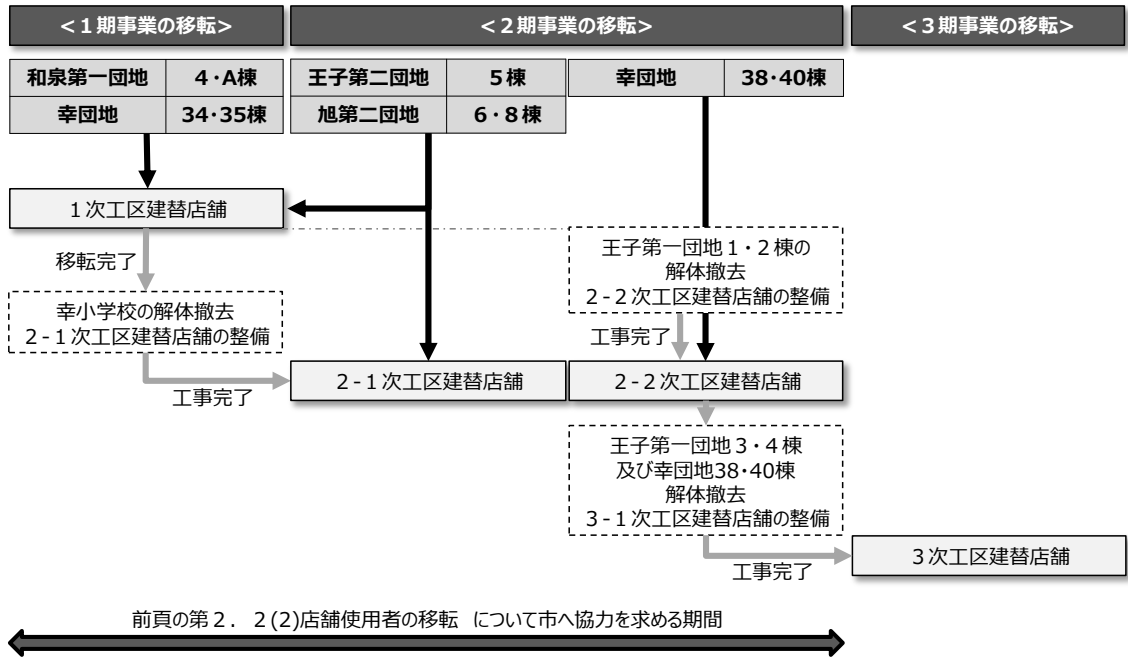 <１期事業の移転>
<２期事業の移転>
<３期事業の移転>
和泉第一団地 ４・A棟
幸団地 34・35棟
王子第二団地 ５棟
旭第二団地 ６・８棟
幸団地 38・40棟
１次工区建替店舗
移転完了
幸小学校の解体撤去
２-１次工区建替店舗の整備
工事完了
王子第一団地１・２棟の
解体撤去
２-２次工区建替店舗の整備
工事完了
２-１次工区建替店舗
２-２次工区建替店舗
王子第一団地３・４棟
及び幸団地38・40棟
解体撤去
３-１次工区建替店舗の整備
工事完了
３次工区建替店舗
前頁の第２．２(2)店舗使用者の移転 について市へ協力を求める期間